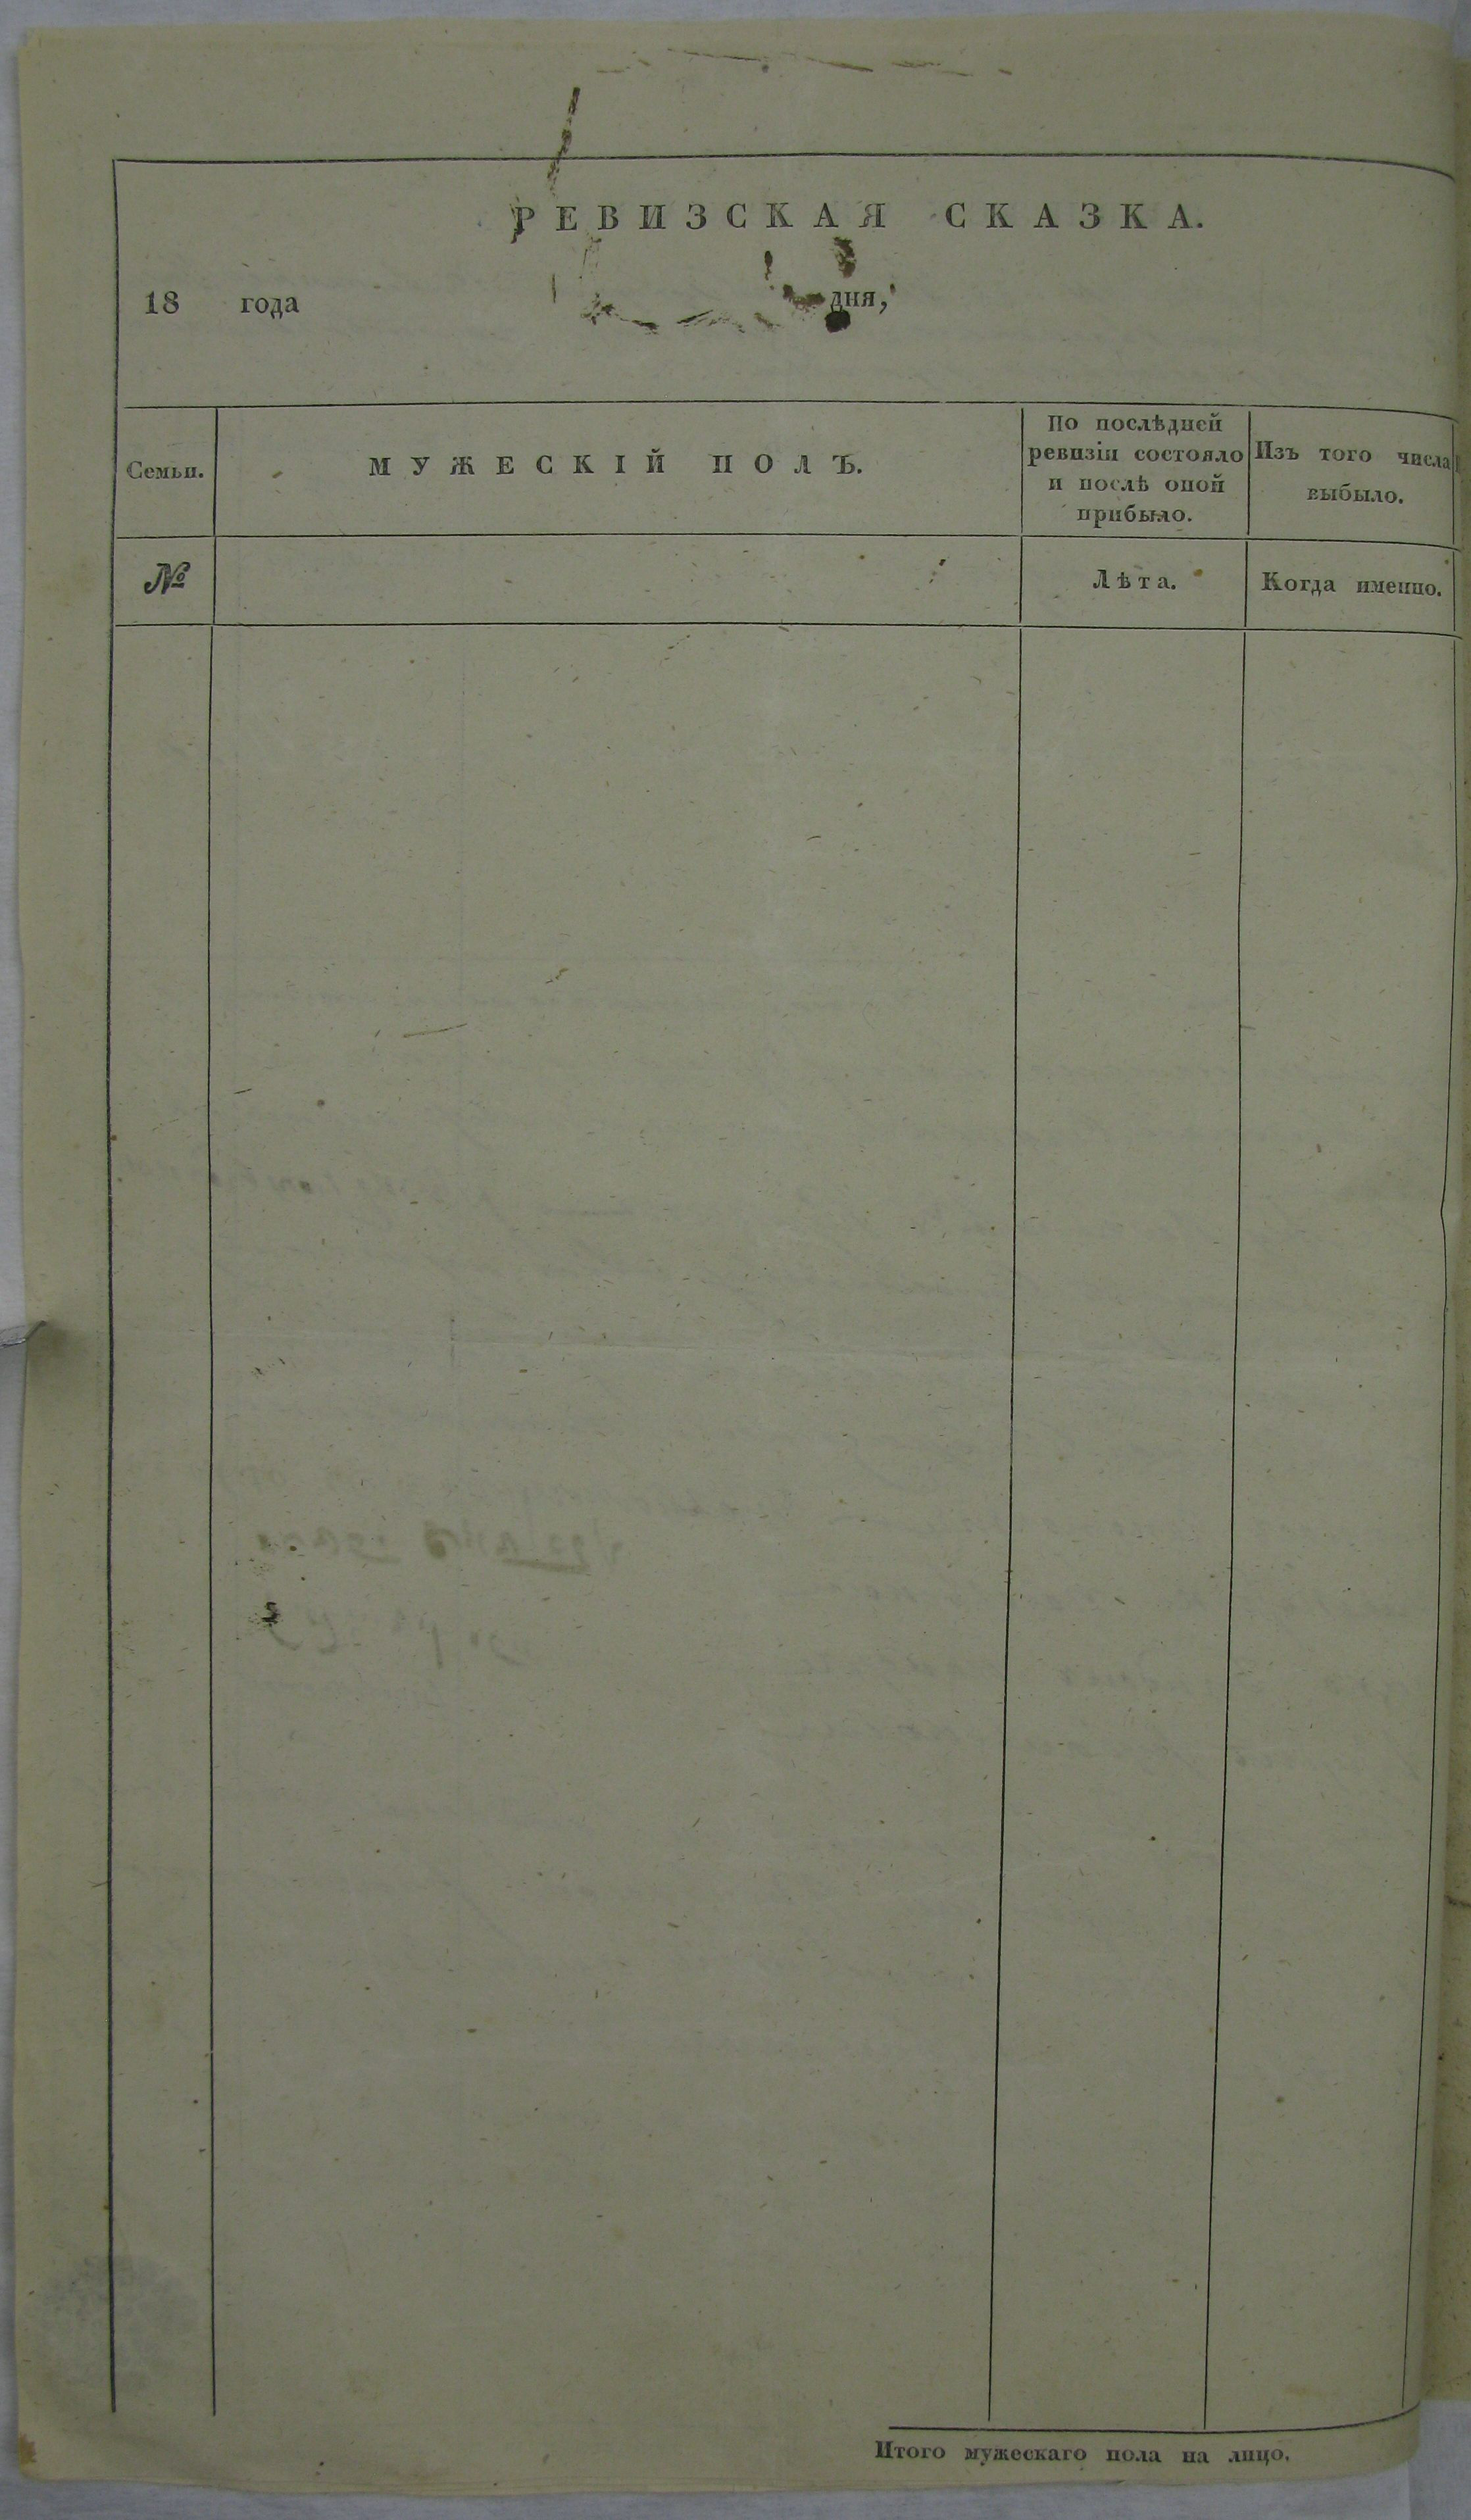 РЕВИЗСКАЯ СКАЗКА.
18 года дня,
Семьи.
МУЖЕСКІЙ ПОЛЪ.
По послѣдней
ревизіи состояло
и послѣ оной
прибыло.
Изъ того числа
выбыло.
№
Лѣта.
Когда именно.
Итого мужескаго пола на лицо.